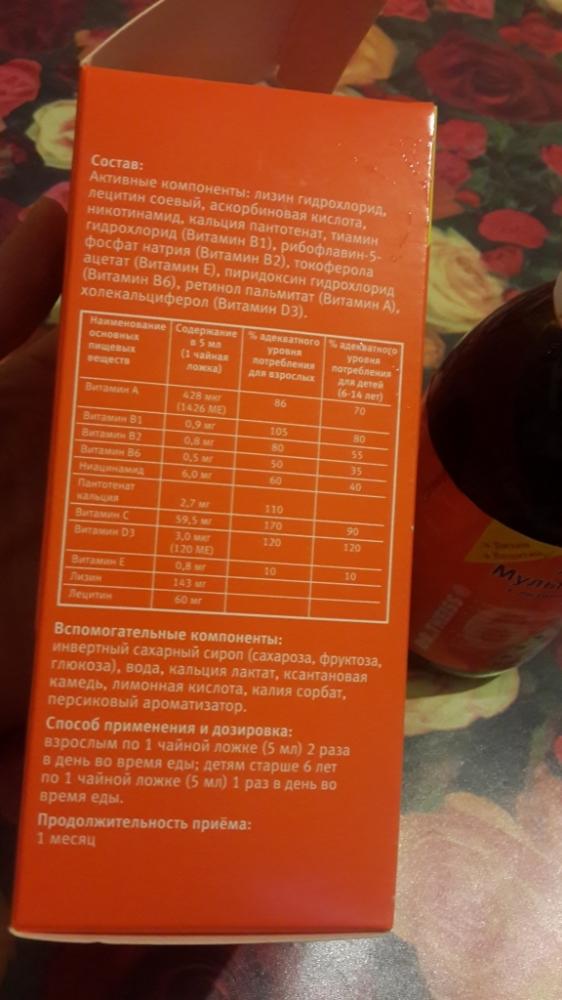 Состав:
Активные компоненты: лизин гидрохлорид,
лецитин соевый, аскорбиновая кислота,
никотинамид, кальция пантотенат, тиамин
гидрохлорид (Витамин В1), рибофлавин-5-
фосфат натрия (Витамин В2), токоферола
ацетат (Витамин Е), пиридоксин гидрохлорид
(Витамин В6), ретинол пальмитат (Витамин А),
холекальциферол (Витамин D3).
Наименование основных пищевых веществ | Содержание в 5 мл (1 чайная ложка) | % адекватного уровня потребления для взрослых | % адекватного уровня потребления для детей (6-14 лет)
Витамин А 428 мкг (1426 МЕ) 86 70
Витамин В1 0,9 мг 105 80
Витамин В2 0,8 мг 80 55
Витамин В6 0,5 мг 50 35
Ниацинамид 6,0 мг 60 40
Пантотенат кальция 2,7 мг 110
Витамин С 59,5 мг 170 90
Витамин D3 3,0 мкг (120 МЕ) 120 120
Витамин Е 0,8 мг 10 10
Лизин 143 мг
Лецитин 60 мг
Вспомогательные компоненты:
инвертный сахарный сироп (сахароза, фруктоза,
глюкоза), вода, кальция лактат, ксантановая
камедь, лимонная кислота, калия сорбат,
персиковый ароматизатор.
Способ применения и дозировка:
взрослым по 1 чайной ложке (5 мл) 2 раза
в день во время еды; детям старше 6 лет
по 1 чайной ложке (5 мл) 1 раз в день во
время еды.
Продолжительность приёма:
1 месяц